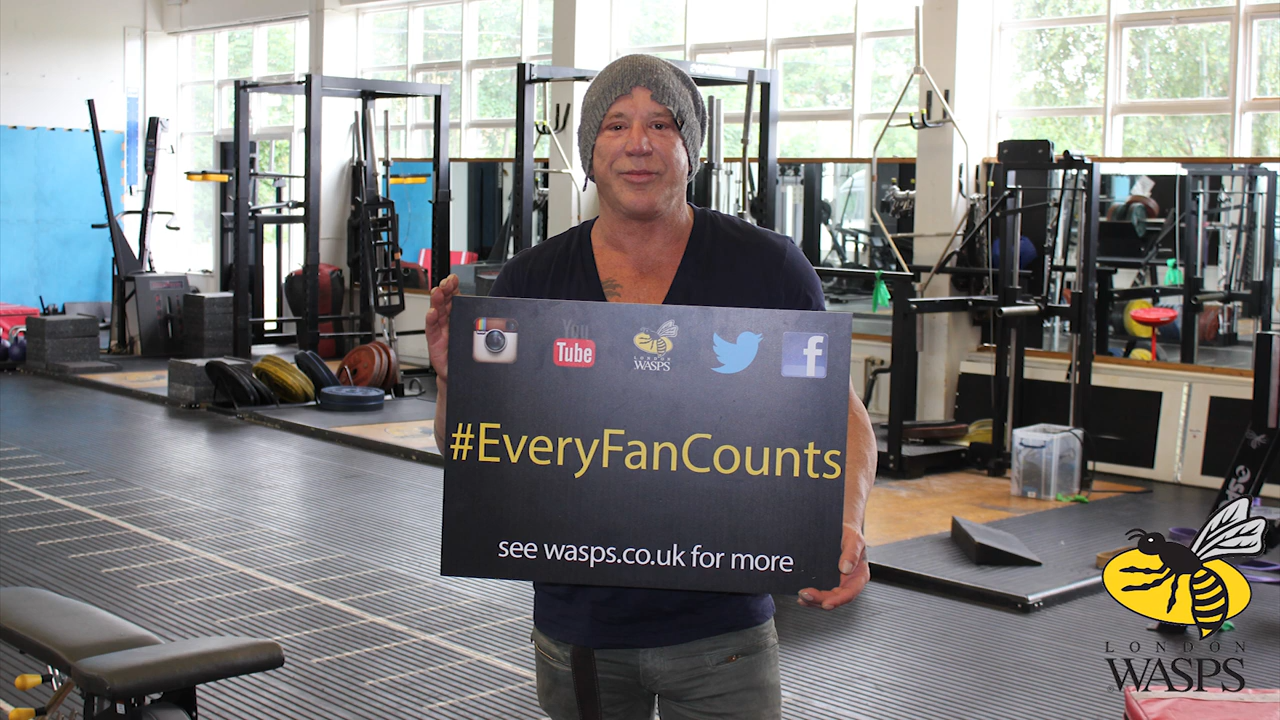 You
Tube
LONDON
WASPS
f
#EveryFanCounts
see wasps.co.uk for more
LONDON
WASPS